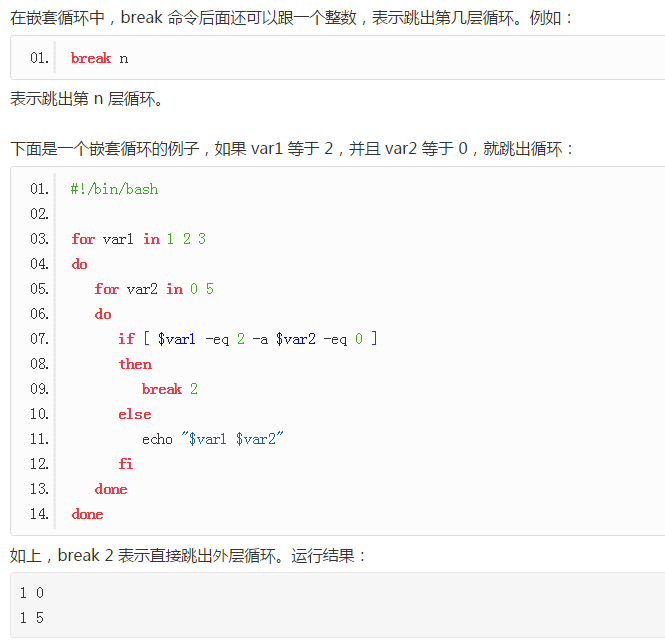 在嵌套循环中，break 命令后面还可以跟一个整数，表示跳出第几层循环。例如：
01. break n
表示跳出第 n 层循环。
下面是一个嵌套循环的例子，如果 var1 等于 2，并且 var2 等于 0，就跳出循环：
01. #!/bin/bash
02.
03. for var1 in 1 2 3
04. do
05. for var2 in 0 5
06. do
07. if [ $var1 -eq 2 -a $var2 -eq 0 ]
08. then
09. break 2
10. else
11. echo "$var1 $var2"
12. fi
13. done
14. done
如上，break 2 表示直接跳出外层循环。运行结果：
1 0
1 5